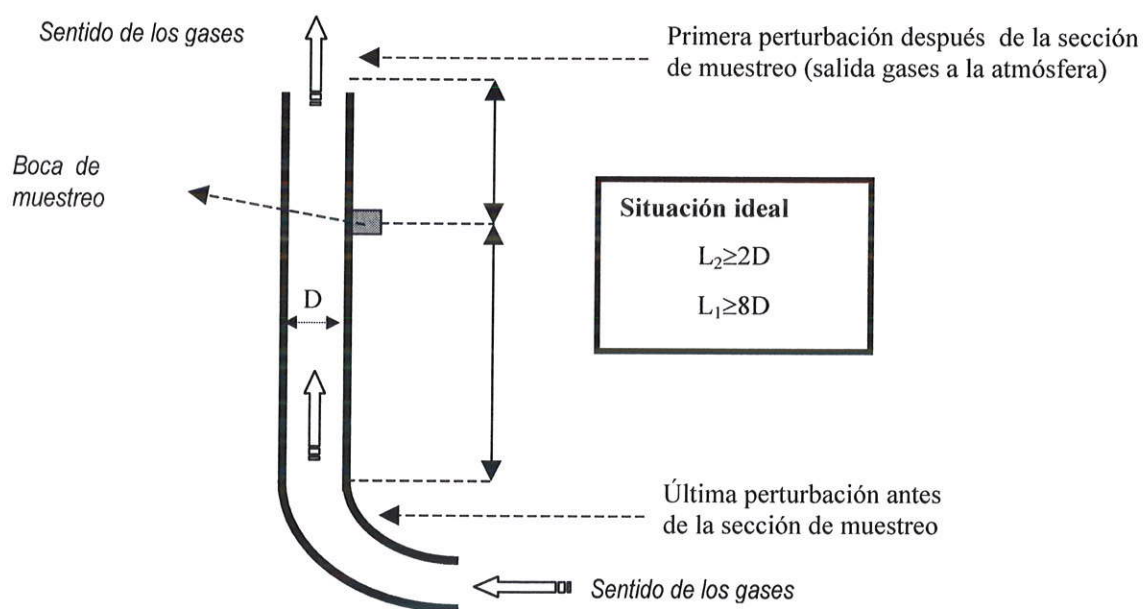 Sentido de los gases
Primera perturbación después de la sección
de muestreo (salida gases a la atmósfera)
Boca de
muestreo
Situación ideal
L₂≥2D
L₁≥8D
D
Última perturbación antes
de la sección de muestreo
Sentido de los gases